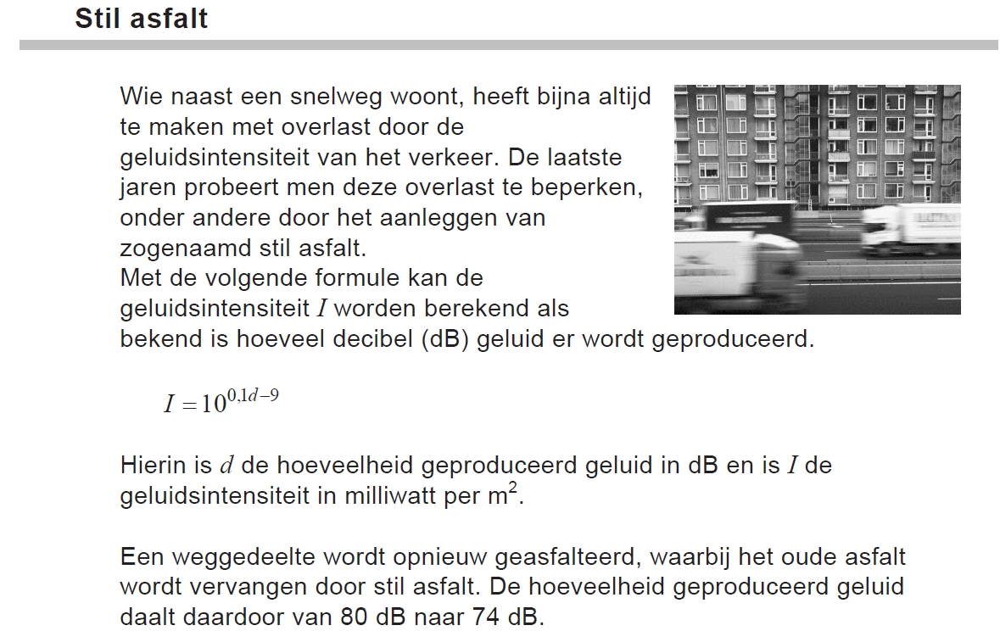 Stil asfalt
Wie naast een snelweg woont, heeft bijna altijd
te maken met overlast door de
geluidsintensiteit van het verkeer. De laatste
jaren probeert men deze overlast te beperken,
onder andere door het aanleggen van
zogenaamd stil asfalt.
Met de volgende formule kan de
geluidsintensiteit I worden berekend als
bekend is hoeveel decibel (dB) geluid er wordt geproduceerd.
I = 10^{0,1d−9}
Hierin is d de hoeveelheid geproduceerd geluid in dB en is I de
geluidsintensiteit in milliwatt per m².
Een weggedeelte wordt opnieuw geasfalteerd, waarbij het oude asfalt
wordt vervangen door stil asfalt. De hoeveelheid geproduceerd geluid
daalt daardoor van 80 dB naar 74 dB.